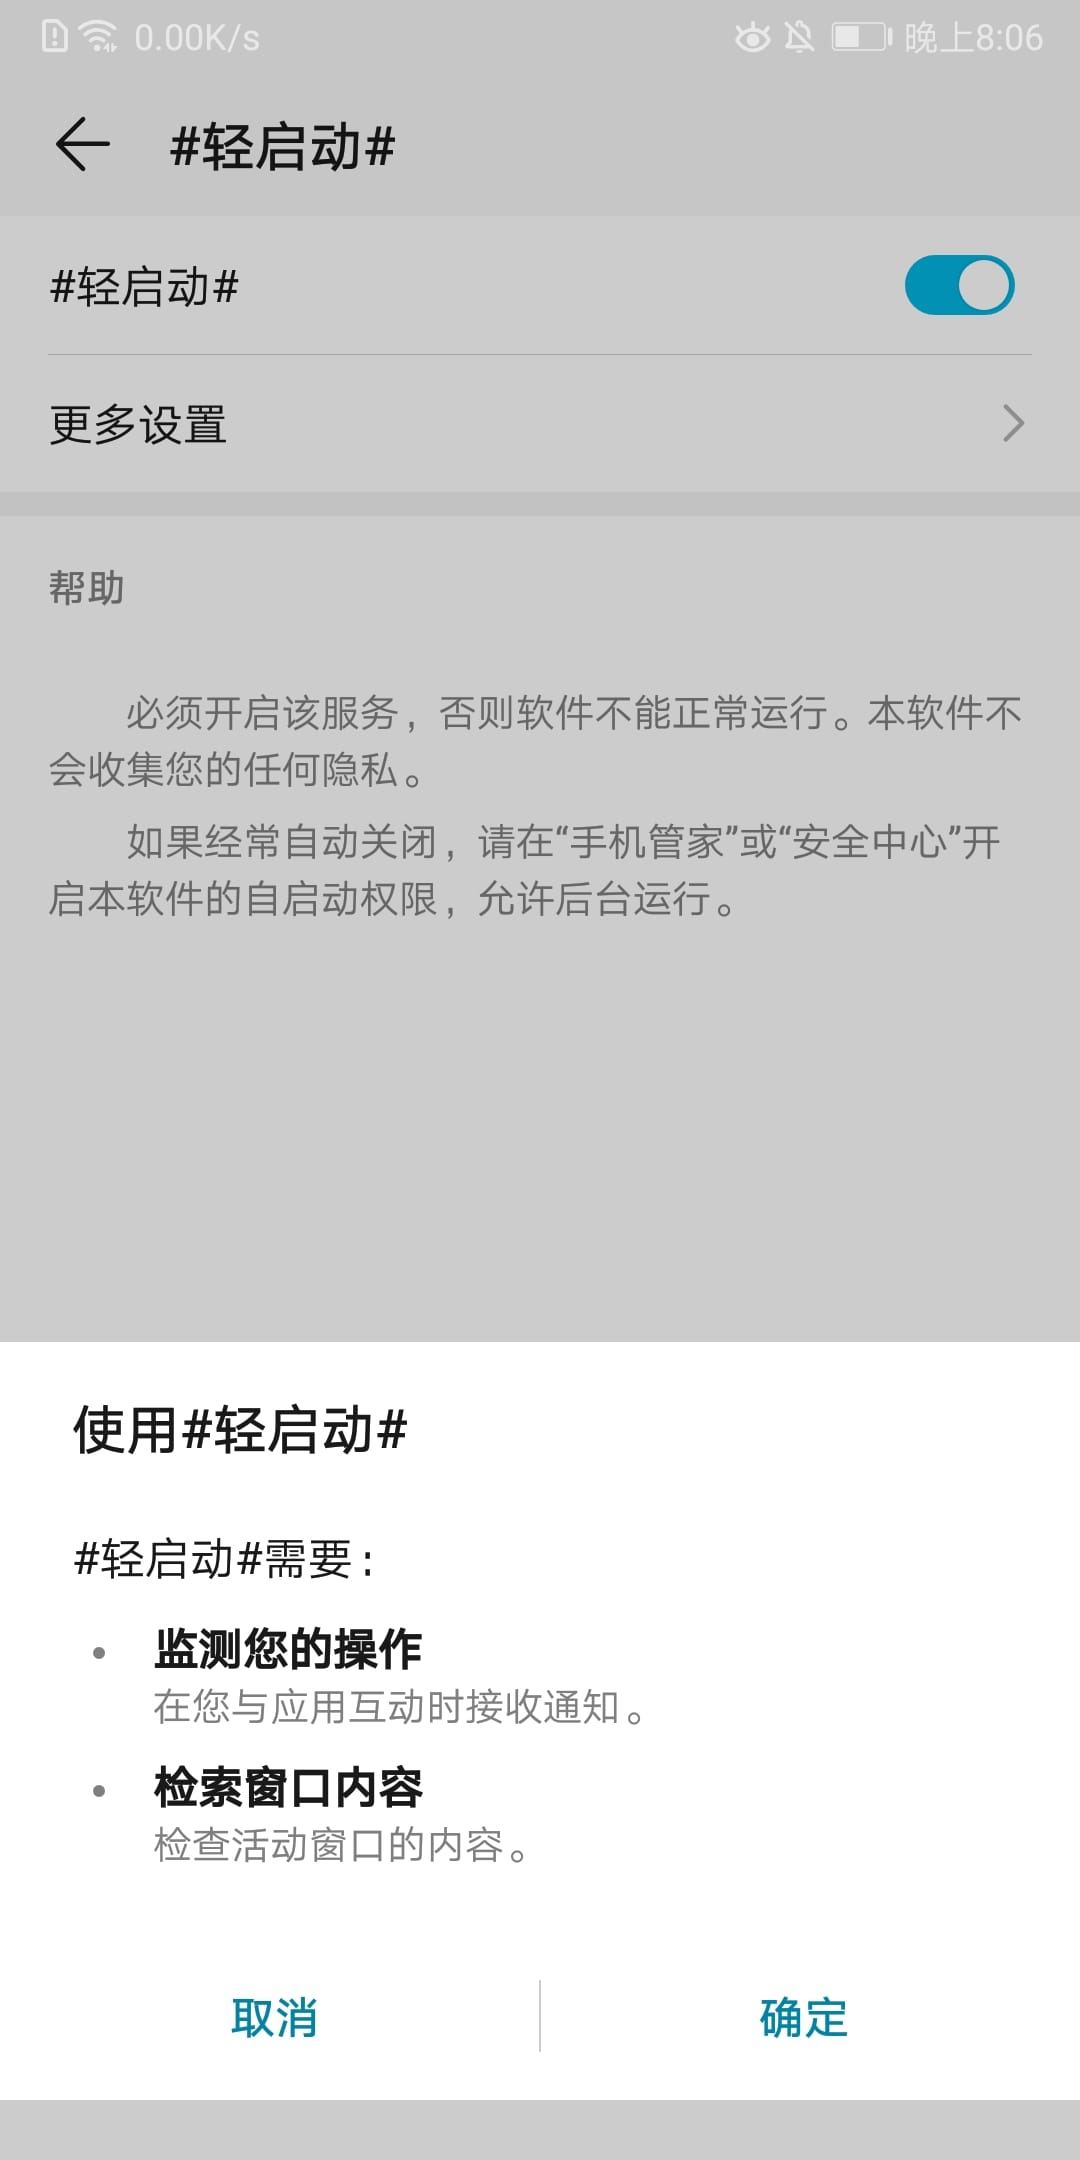 0.00K/s 晚上8:06
#轻启动#
#轻启动#
更多设置
帮助
必须开启该服务，否则软件不能正常运行。本软件不
会收集您的任何隐私。
如果经常自动关闭，请在“手机管家”或“安全中心”开
启本软件的自启动权限，允许后台运行。
使用#轻启动#
#轻启动#需要：
• 监测您的操作
在您与应用互动时接收通知。
• 检索窗口内容
检查活动窗口的内容。
取消 确定